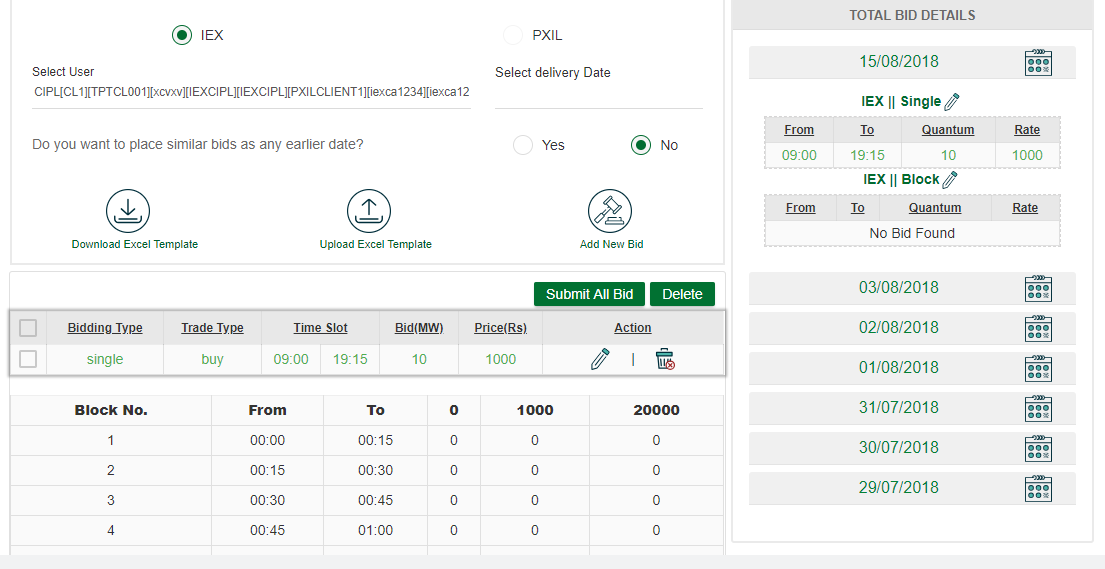 IEX PXIL
Select User
CIPL[CL1][TPTCL001][xcvxv][IEXCIPL][IEXCIPL][PXILCLIENT1][iexca1234][iexca12
Select delivery Date
Do you want to place similar bids as any earlier date? Yes No
Download Excel Template Upload Excel Template Add New Bid
Submit All Bid Delete
Bidding Type Trade Type Time Slot Bid(MW) Price(Rs) Action
single buy 09:00 19:15 10 1000 |
Block No. From To 0 1000 20000
1 00:00 00:15 0 0 0
2 00:15 00:30 0 0 0
3 00:30 00:45 0 0 0
4 00:45 01:00 0 0 0
TOTAL BID DETAILS
15/08/2018
IEX || Single
From To Quantum Rate
09:00 19:15 10 1000
IEX || Block
From To Quantum Rate
No Bid Found
03/08/2018
02/08/2018
01/08/2018
31/07/2018
30/07/2018
29/07/2018